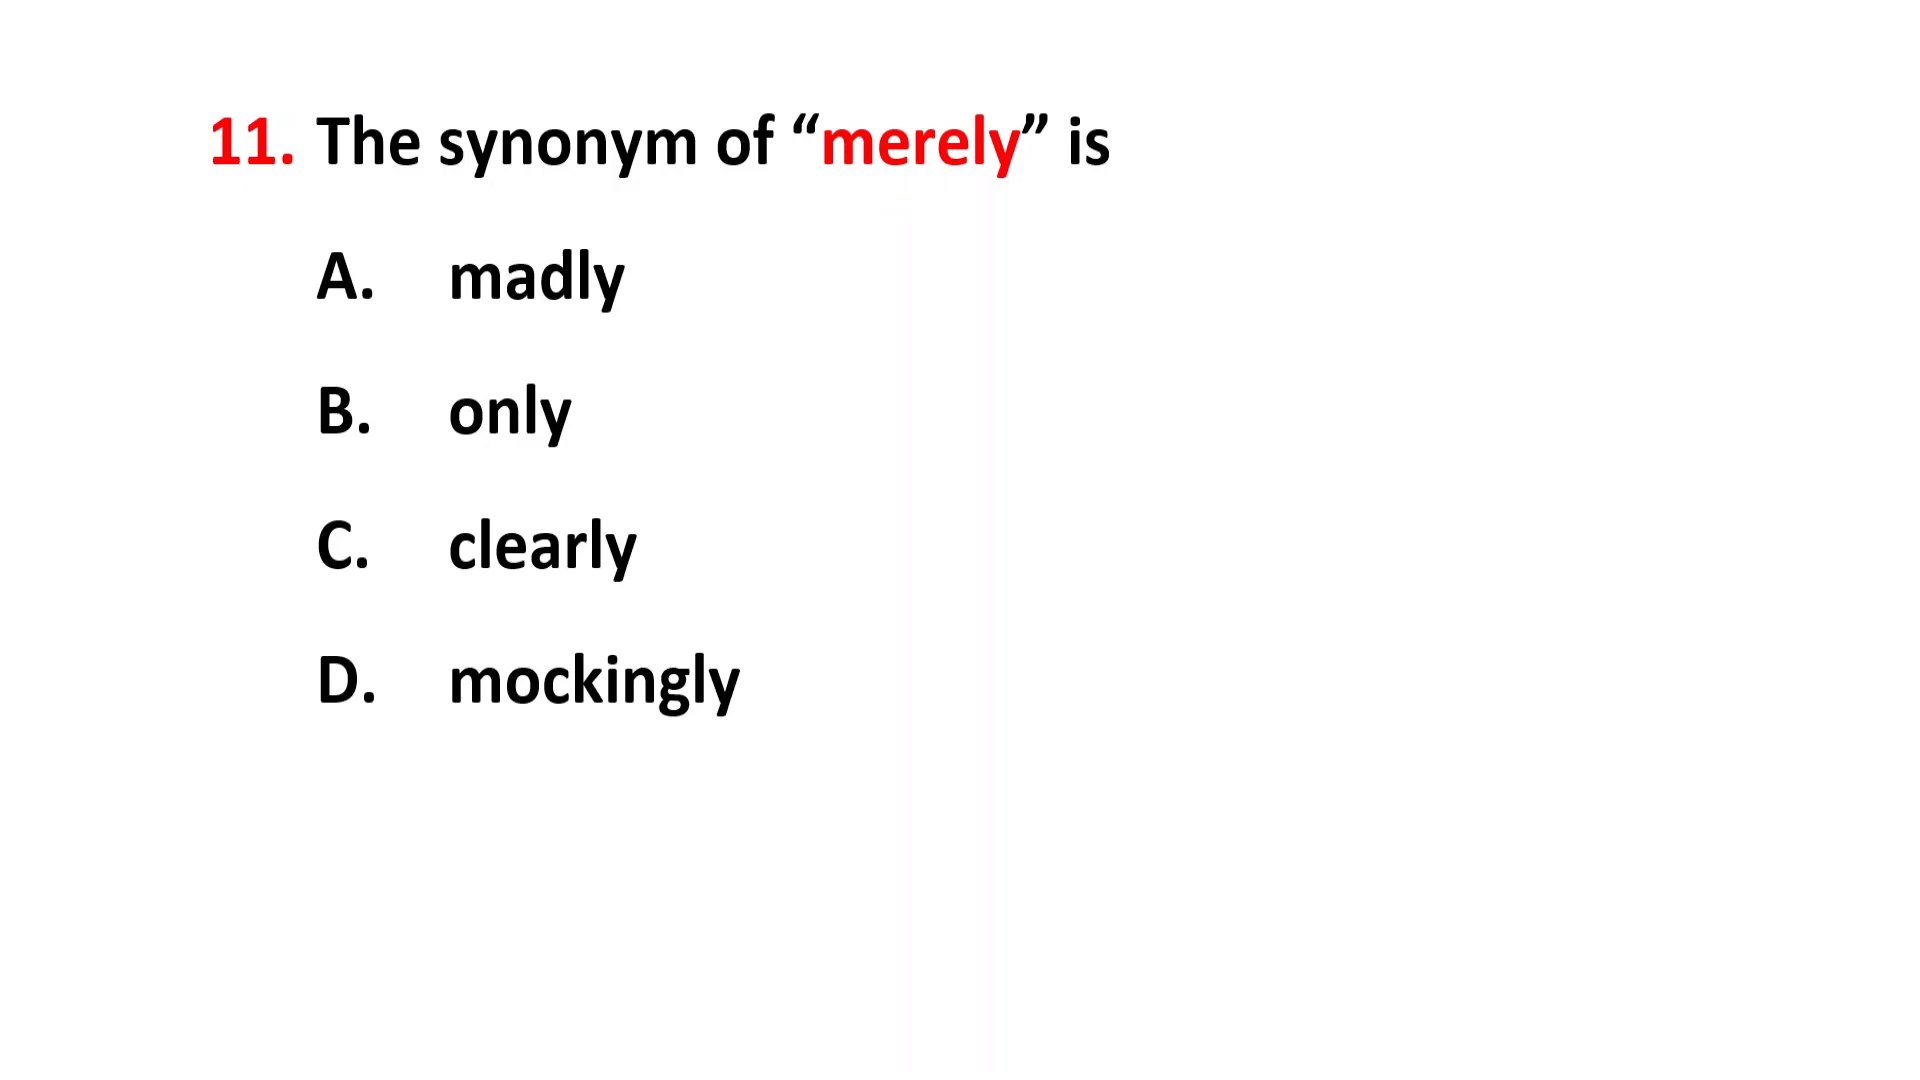 11. The synonym of “merely” is
A. madly
B. only
C. clearly
D. mockingly